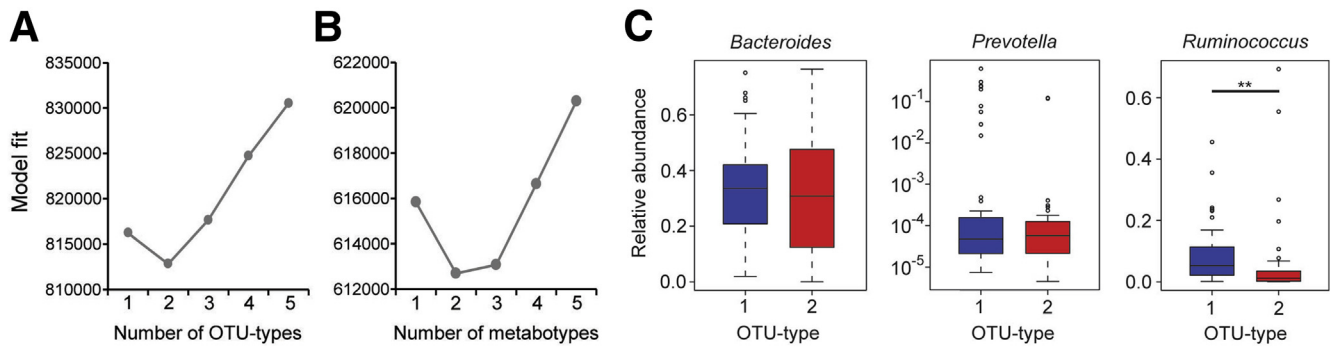 A
835000
830000
825000
820000
815000
810000
Model fit
1 2 3 4 5
Number of OTU-types
B
622000
620000
618000
616000
614000
612000
1 2 3 4 5
Number of metabotypes
C
Bacteroides
Relative abundance
0.6
0.4
0.2
0.0
1 2
OTU-type
Prevotella
10-1
10-2
10-3
10-4
10-5
1 2
OTU-type
Ruminococcus
**
0.6
0.4
0.2
0.0
1 2
OTU-type